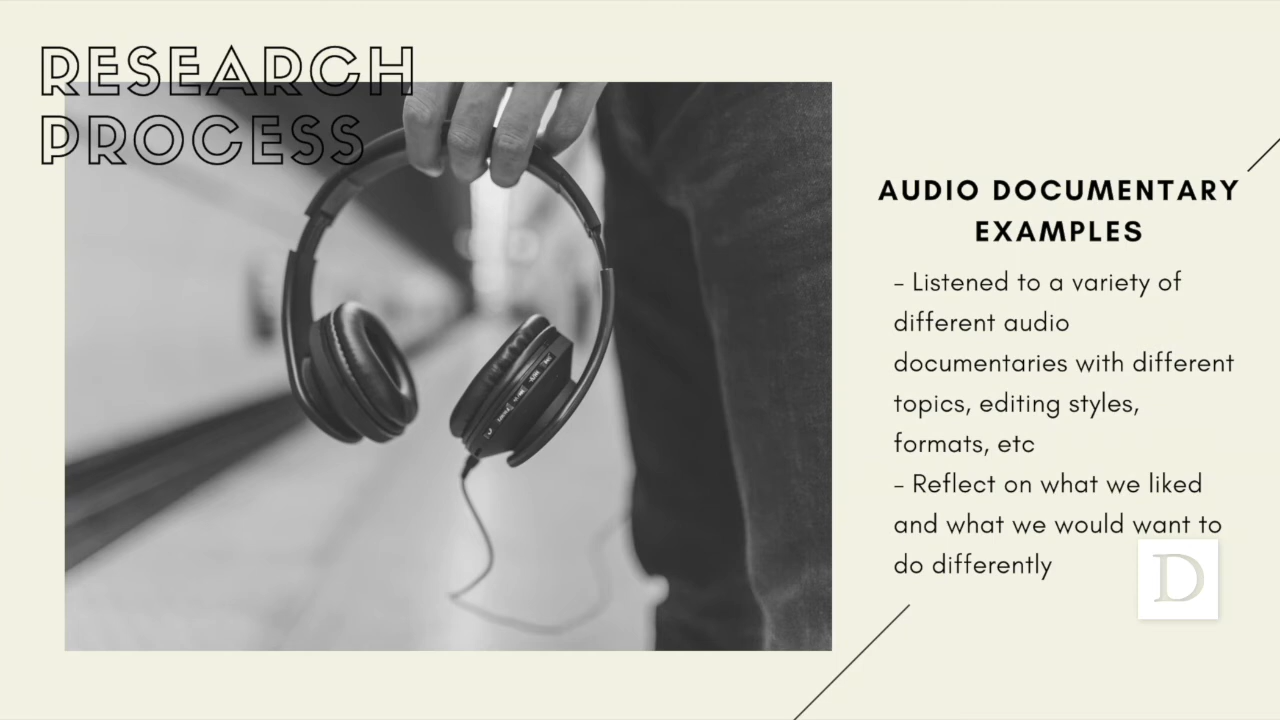 RESEARCH
PROCESS
AUDIO DOCUMENTARY
EXAMPLES
- Listened to a variety of
different audio
documentaries with different
topics, editing styles,
formats, etc
- Reflect on what we liked
and what we would want to
do differently
D